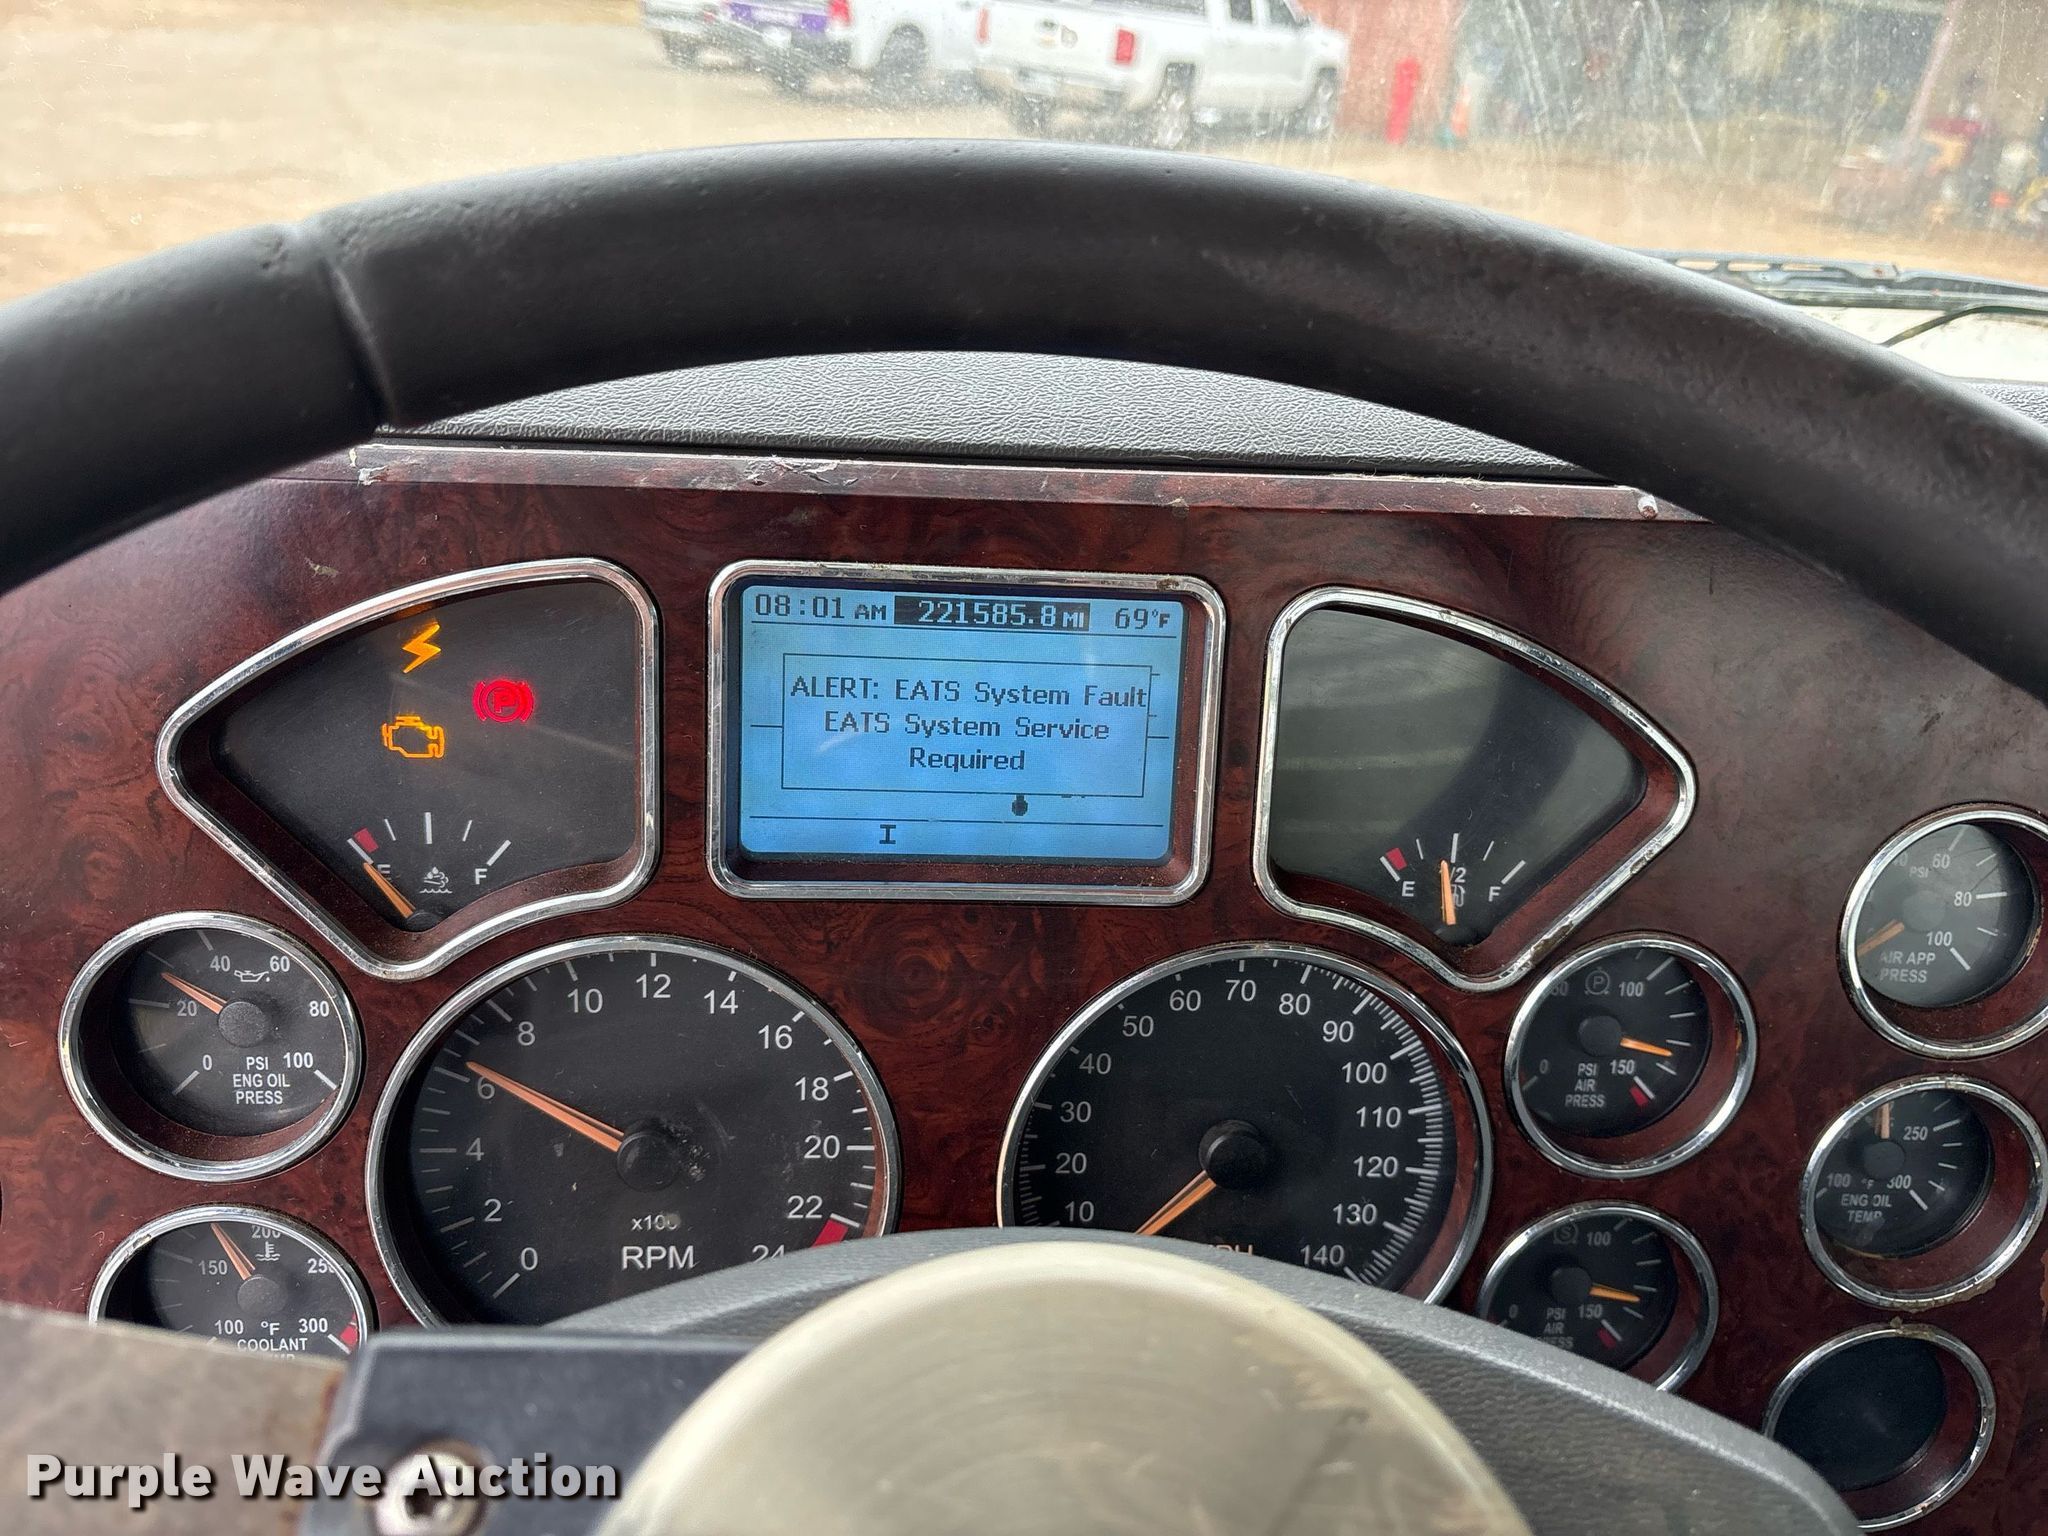 08:01 AM 221585.8 MI 69°F
ALERT: EATS System Fault
EATS System Service
Required
I
P
E F
E 1/2 F
20 40 60 80
0 PSI 100
ENG OIL
PRESS
0 2 4 6 8 10 12 14 16 18 20 22 24
x100
RPM
10 20 30 40 50 60 70 80 90 100 110 120 130 140
P 100
0 PSI 150
AIR
PRESS
60
PSI 80
100
AIR APP
PRESS
250
100 °F 300
ENG OIL
TEMP
150 200 250
100 °F 300
COOLANT
S 100
0 PSI 150
AIR
PRESS
Purple Wave Auction